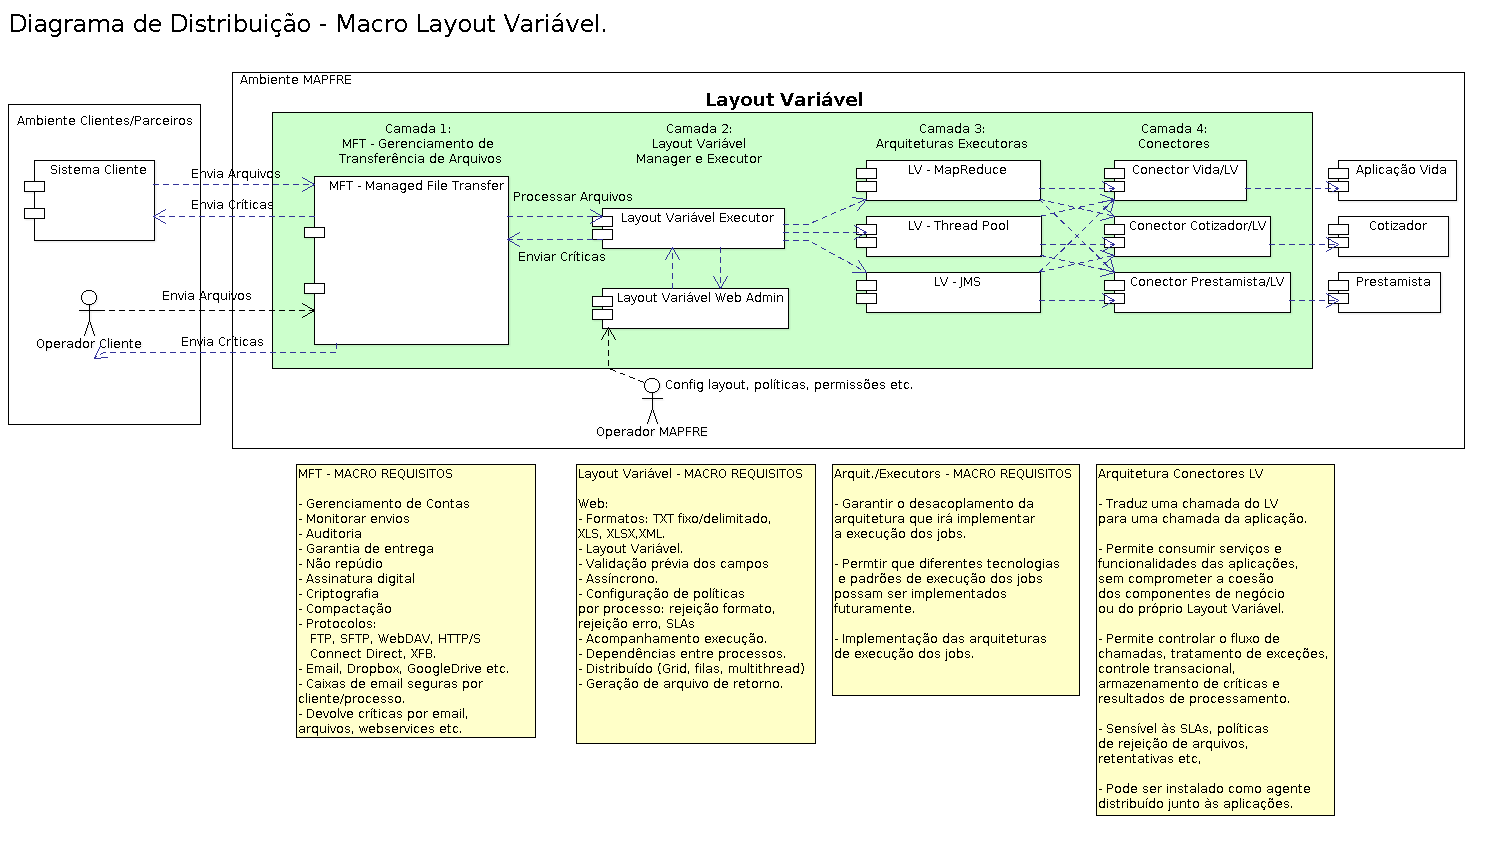 Diagrama de Distribuição - Macro Layout Variável.
Ambiente MAPFRE
Layout Variável
Ambiente Clientes/Parceiros
Sistema Cliente
Envia Arquivos
Envia Críticas
Envia Arquivos
Operador Cliente
Envia Críticas
Camada 1:
MFT - Gerenciamento de
Transferência de Arquivos
MFT - Managed File Transfer
Processar Arquivos
Enviar Críticas
Camada 2:
Layout Variável
Manager e Executor
Layout Variável Executor
Layout Variável Web Admin
Config layout, políticas, permissões etc.
Operador MAPFRE
Camada 3:
Arquiteturas Executoras
LV - MapReduce
LV - Thread Pool
LV - JMS
Camada 4:
Conectores
Conector Vida/LV
Conector Cotizador/LV
Conector Prestamista/LV
Aplicação Vida
Cotizador
Prestamista
MFT - MACRO REQUISITOS
- Gerenciamento de Contas
- Monitorar envios
- Auditoria
- Garantia de entrega
- Não repúdio
- Assinatura digital
- Criptografia
- Compactação
- Protocolos:
FTP, SFTP, WebDAV, HTTP/S
Connect Direct, XFB.
- Email, Dropbox, GoogleDrive etc.
- Caixas de email seguras por
cliente/processo.
- Devolve críticas por email,
arquivos, webservices etc.
Layout Variável - MACRO REQUISITOS
Web:
- Formatos: TXT fixo/delimitado,
XLS, XLSX,XML.
- Layout Variável.
- Validação prévia dos campos
- Assíncrono.
- Configuração de políticas
por processo: rejeição formato,
rejeição erro, SLAs
- Acompanhamento execução.
- Dependências entre processos.
- Distribuído (Grid, filas, multithread)
- Geração de arquivo de retorno.
Arquit./Executors - MACRO REQUISITOS
- Garantir o desacoplamento da
arquitetura que irá implementar
a execução dos jobs.
- Permtir que diferentes tecnologias
e padrões de execução dos jobs
possam ser implementados
futuramente.
- Implementação das arquiteturas
de execução dos jobs.
Arquitetura Conectores LV
- Traduz uma chamada do LV
para uma chamada da aplicação.
- Permite consumir serviços e
funcionalidades das aplicações,
sem comprometer a coesão
dos componentes de negócio
ou do próprio Layout Variável.
- Permite controlar o fluxo de
chamadas, tratamento de exceções,
controle transacional,
armazenamento de críticas e
resultados de processamento.
- Sensível às SLAs, políticas
de rejeição de arquivos,
retentativas etc,
- Pode ser instalado como agente
distribuído junto às aplicações.